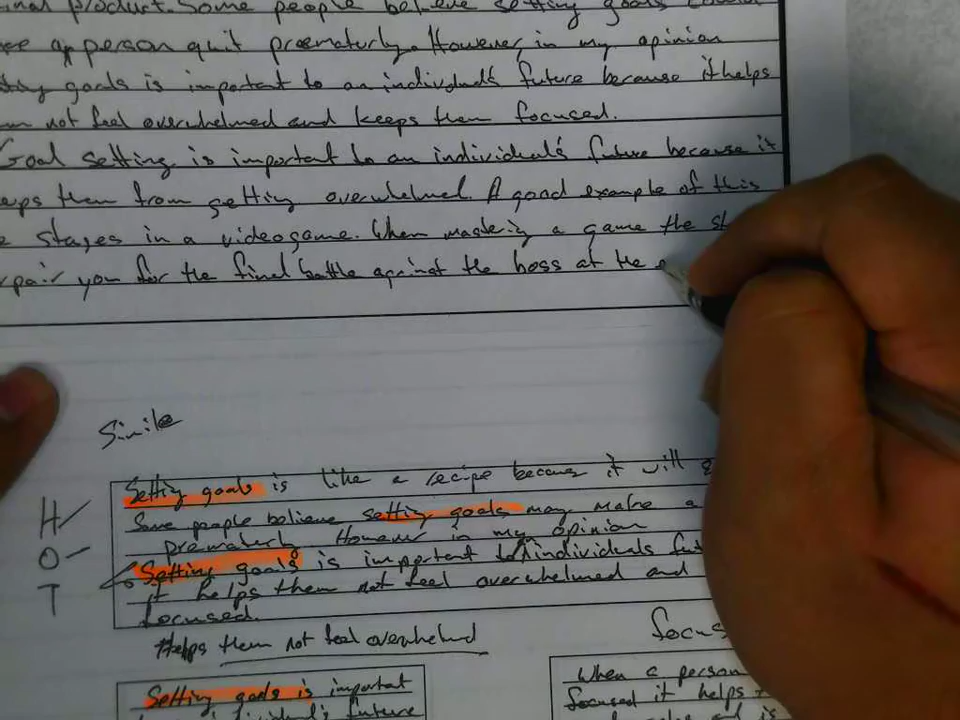 final product. Some people believe setting goals
a person quit prematurly. However, in my opinion
goals is important to an individual's future because it helps
not feel overwhelmed and keeps them focused.
Goal setting is important to an individual's future because it
them from getting overwhelmed. A good example of this
stages in a videogame. When mastering a game the
you for the final battle against the boss at the
Simile
Setting goals is like a recipe because it will
H Some people believe setting goals may make a
prematurly However in my opinion
O Setting goals is important to individuals
T it helps them not feel overwhelmed and
focused.
Helps them not feel overwhelmd
focus
Setting goals is important
individual's future
When a person
focused it helps
and is